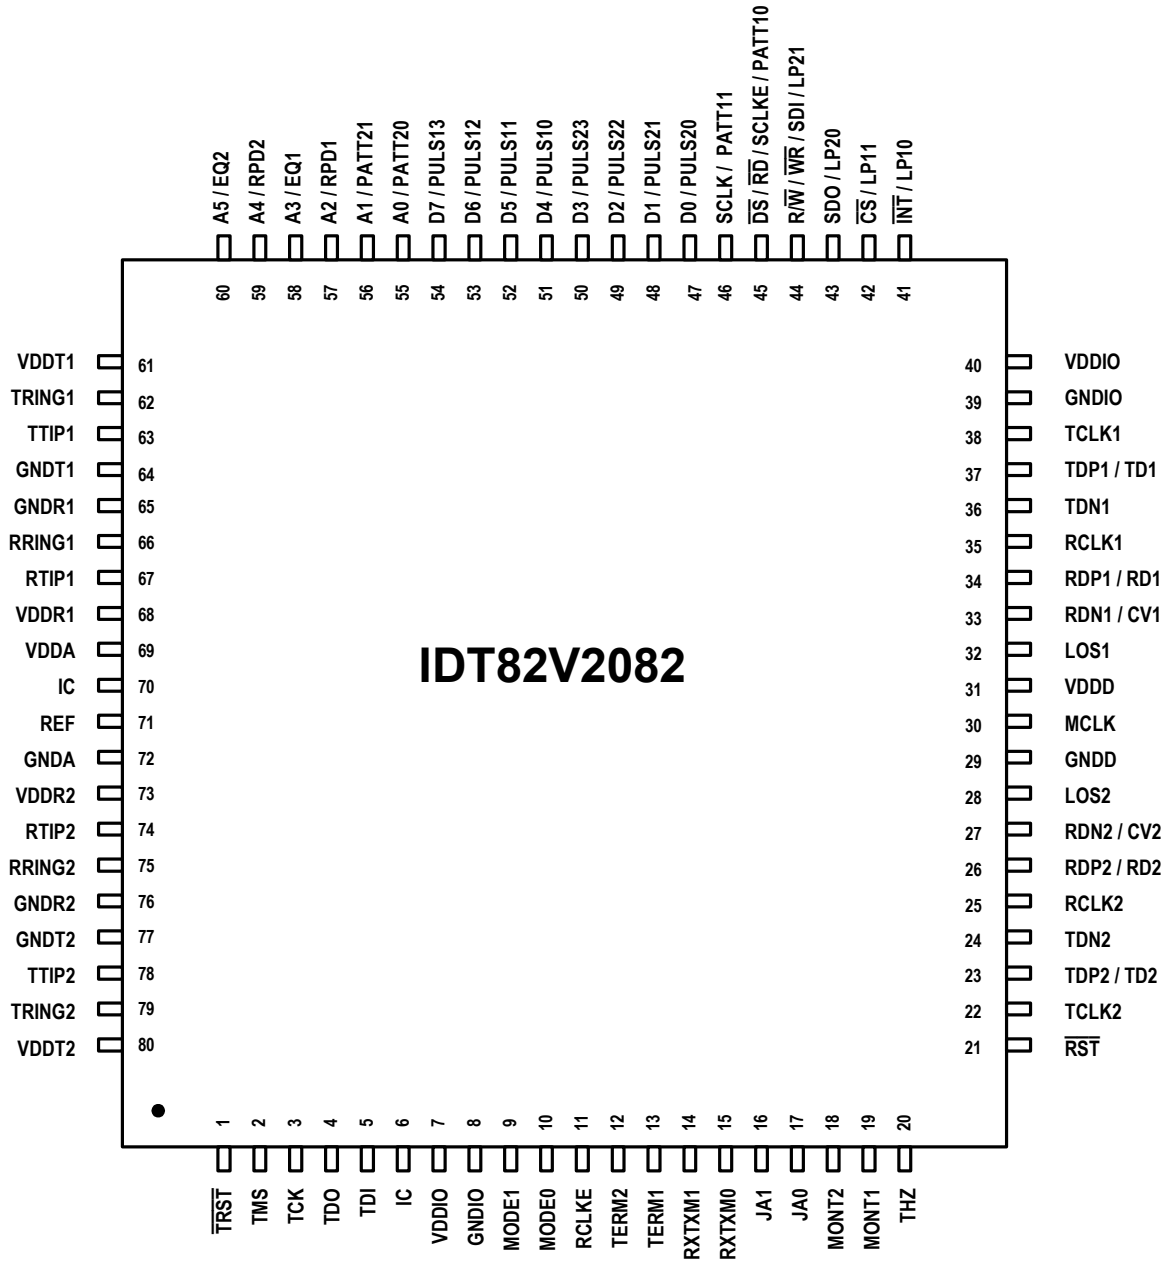 A5 / EQ2
A4 / RPD2
A3 / EQ1
A2 / RPD1
A1 / PATT21
A0 / PATT20
D7 / PULS13
D6 / PULS12
D5 / PULS11
D4 / PULS10
D3 / PULS23
D2 / PULS22
D1 / PULS21
D0 / PULS20
SCLK / PATT11
D̅S̅ / R̅D̅ / SCLKE / PATT10
R/W̅ / W̅R̅ / SDI / LP21
SDO / LP20
C̅S̅ / LP11
I̅N̅T̅ / LP10
60 59 58 57 56 55 54 53 52 51 50 49 48 47 46 45 44 43 42 41
VDDT1 61 40 VDDIO
TRING1 62 39 GNDIO
TTIP1 63 38 TCLK1
GNDT1 64 37 TDP1 / TD1
GNDR1 65 36 TDN1
RRING1 66 35 RCLK1
RTIP1 67 34 RDP1 / RD1
VDDR1 68 33 RDN1 / CV1
VDDA 69 32 LOS1
IDT82V2082
IC 70 31 VDDD
REF 71 30 MCLK
GNDA 72 29 GNDD
VDDR2 73 28 LOS2
RTIP2 74 27 RDN2 / CV2
RRING2 75 26 RDP2 / RD2
GNDR2 76 25 RCLK2
GNDT2 77 24 TDN2
TTIP2 78 23 TDP2 / TD2
TRING2 79 22 TCLK2
VDDT2 80 21 R̅S̅T̅
1 2 3 4 5 6 7 8 9 10 11 12 13 14 15 16 17 18 19 20
T̅R̅S̅T̅
TMS
TCK
TDO
TDI
IC
VDDIO
GNDIO
MODE1
MODE0
RCLKE
TERM2
TERM1
RXTXM1
RXTXM0
JA1
JA0
MONT2
MONT1
THZ